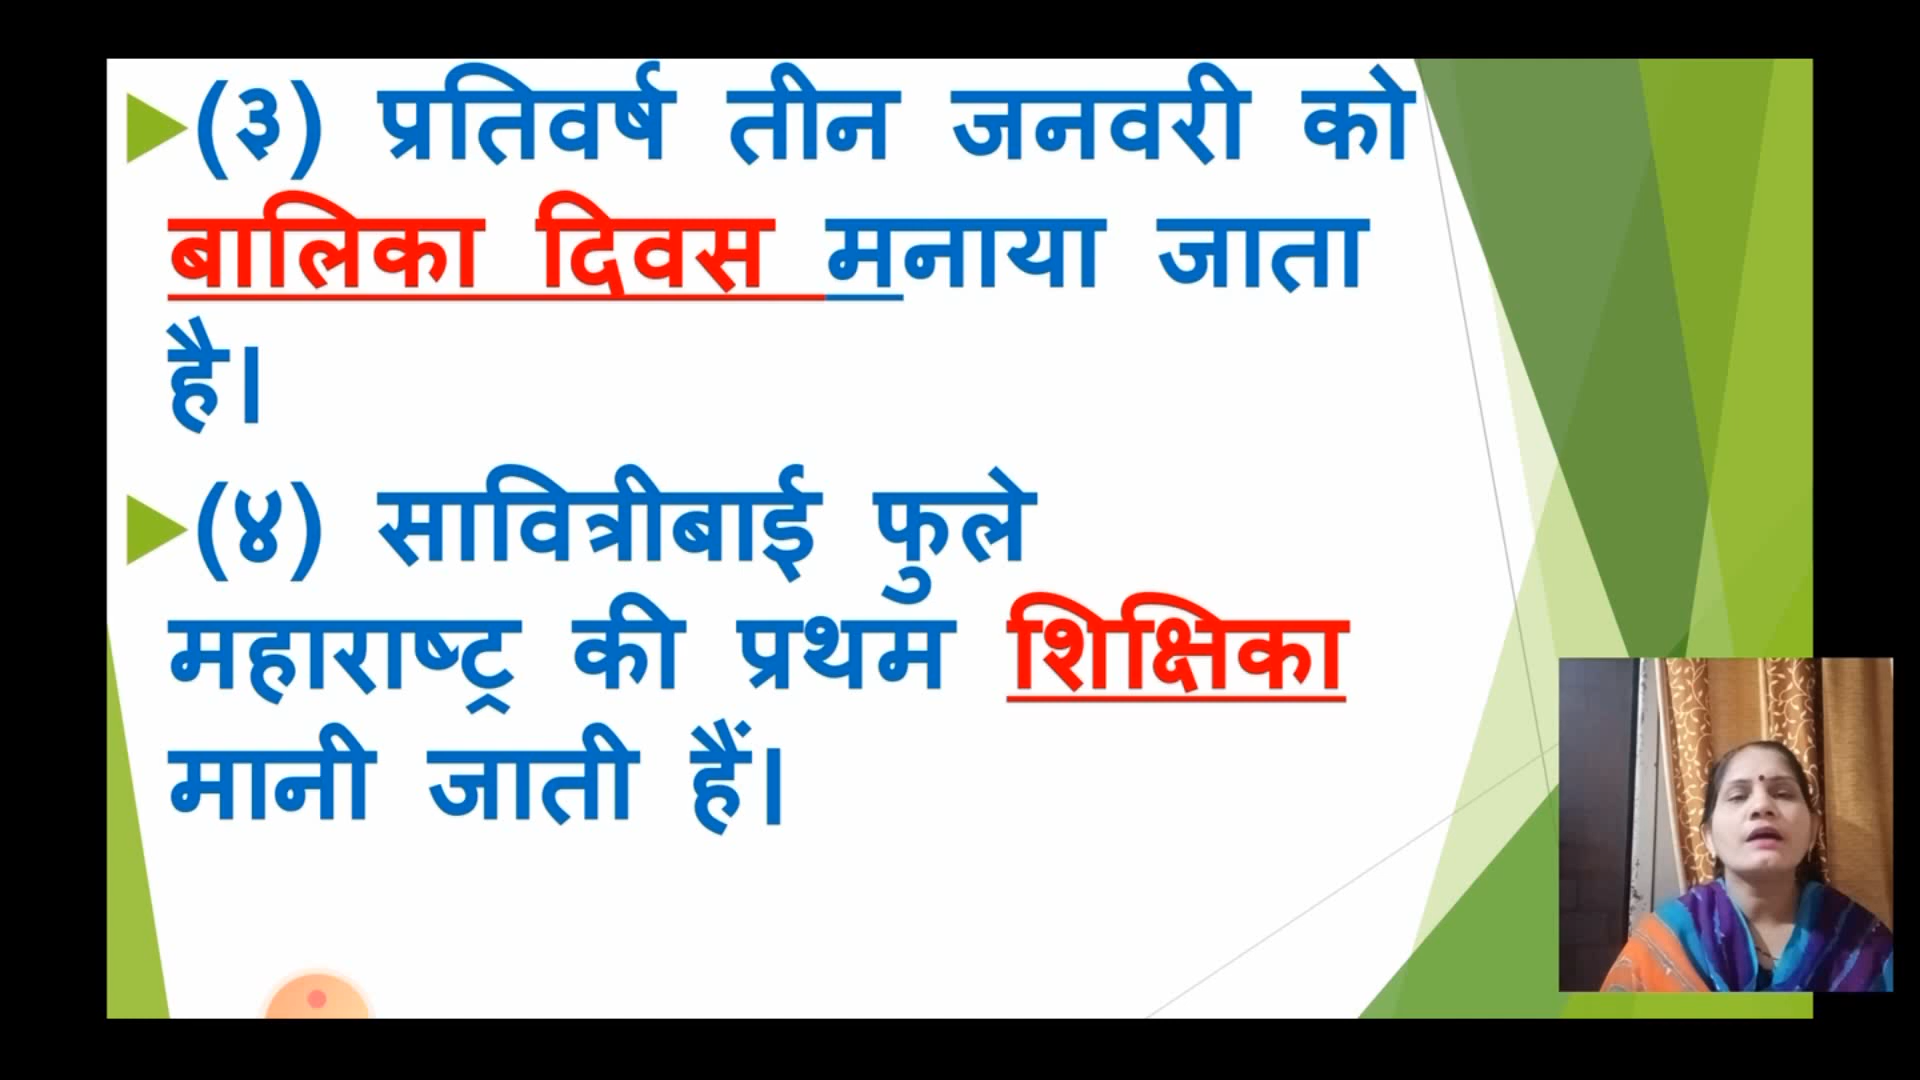 (३) प्रतिवर्ष तीन जनवरी को
बालिका दिवस मनाया जाता
है।
(४) सावित्रीबाई फुले
महाराष्ट्र की प्रथम शिक्षिका
मानी जाती हैं।